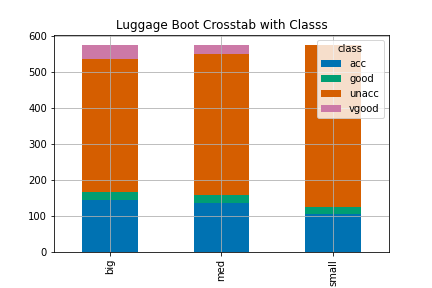 Luggage Boot Crosstab with Classs
600
500
400
300
200
100
0
class
acc
good
unacc
vgood
big
med
small